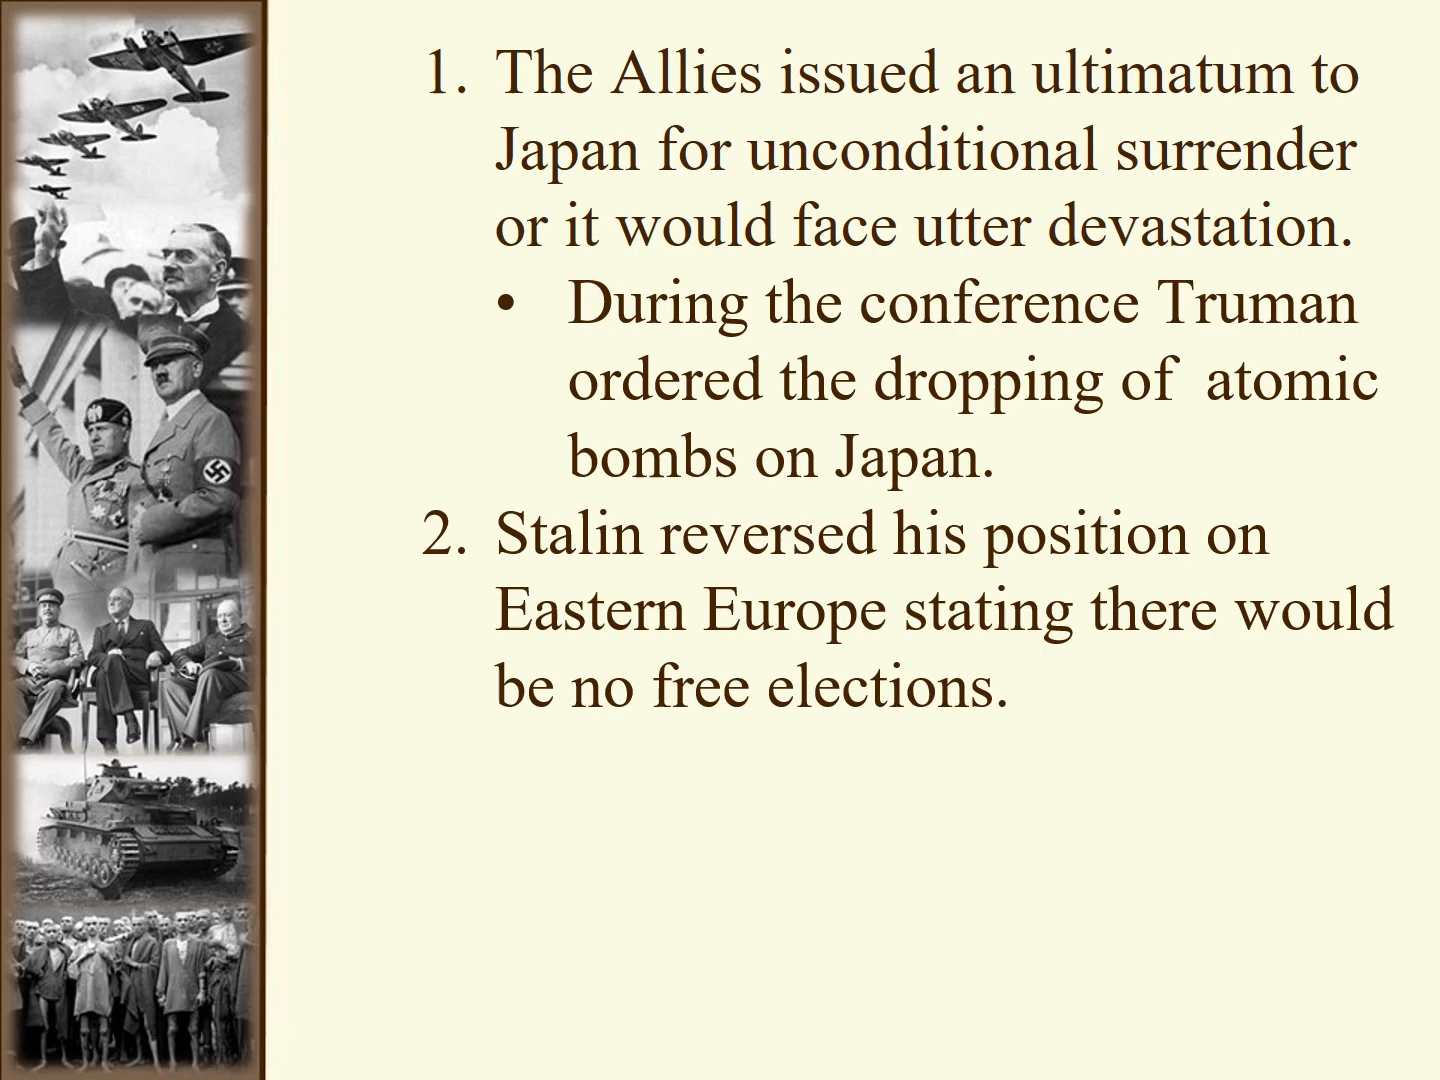 1. The Allies issued an ultimatum to
Japan for unconditional surrender
or it would face utter devastation.
• During the conference Truman
ordered the dropping of  atomic
bombs on Japan.
2. Stalin reversed his position on
Eastern Europe stating there would
be no free elections.